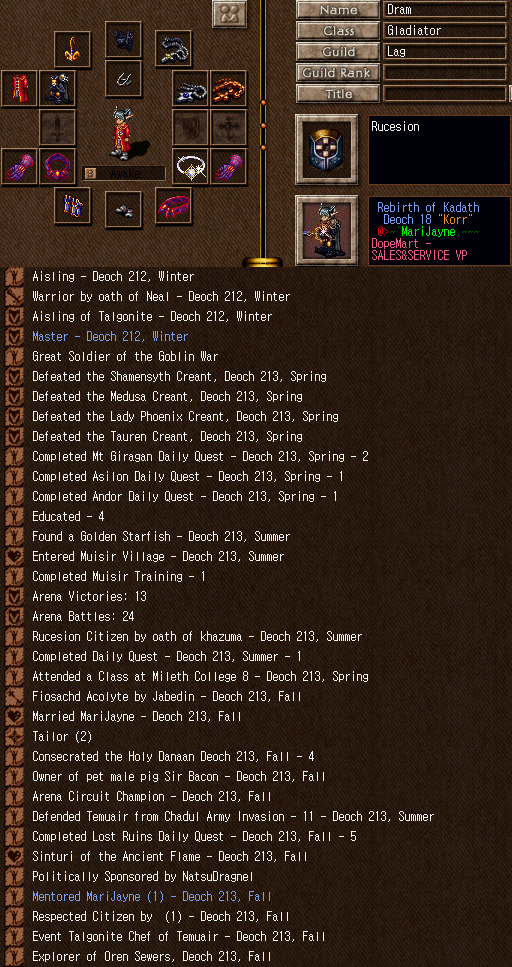 Name Dram
Class Gladiator
Guild Lag
Guild Rank
Title
Rucesion
Awake
Rebirth of Kadath
Deoch 18 "Korr"
@>~ MariJayne ~~~
DopeMart -
SALES&SERVICE VP
Aisling - Deoch 212, Winter
Warrior by oath of Neal - Deoch 212, Winter
Aisling of Talgonite - Deoch 212, Winter
Master - Deoch 212, Winter
Great Soldier of the Goblin War
Defeated the Shamensyth Creant, Deoch 213, Spring
Defeated the Medusa Creant, Deoch 213, Spring
Defeated the Lady Phoenix Creant, Deoch 213, Spring
Defeated the Tauren Creant, Deoch 213, Spring
Completed Mt Giragan Daily Quest - Deoch 213, Spring - 2
Completed Asilon Daily Quest - Deoch 213, Spring - 1
Completed Andor Daily Quest - Deoch 213, Spring - 1
Educated - 4
Found a Golden Starfish - Deoch 213, Summer
Entered Muisir Village - Deoch 213, Summer
Completed Muisir Training - 1
Arena Victories: 13
Arena Battles: 24
Rucesion Citizen by oath of khazuma - Deoch 213, Summer
Completed Daily Quest - Deoch 213, Summer - 1
Attended a Class at Mileth College 8 - Deoch 213, Spring
Fiosachd Acolyte by Jabedin - Deoch 213, Fall
Married MariJayne - Deoch 213, Fall
Tailor (2)
Consecrated the Holy Danaan Deoch 213, Fall - 4
Owner of pet male pig Sir Bacon - Deoch 213, Fall
Arena Circuit Champion - Deoch 213, Fall
Defended Temuair from Chadul Army Invasion - 11 - Deoch 213, Summer
Completed Lost Ruins Daily Quest - Deoch 213, Fall - 5
Sinturi of the Ancient Flame - Deoch 213, Fall
Politically Sponsored by NatsuDragnel
Mentored MariJayne (1) - Deoch 213, Fall
Respected Citizen by (1) - Deoch 213, Fall
Event Talgonite Chef of Temuair - Deoch 213, Fall
Explorer of Oren Sewers, Deoch 213, Fall